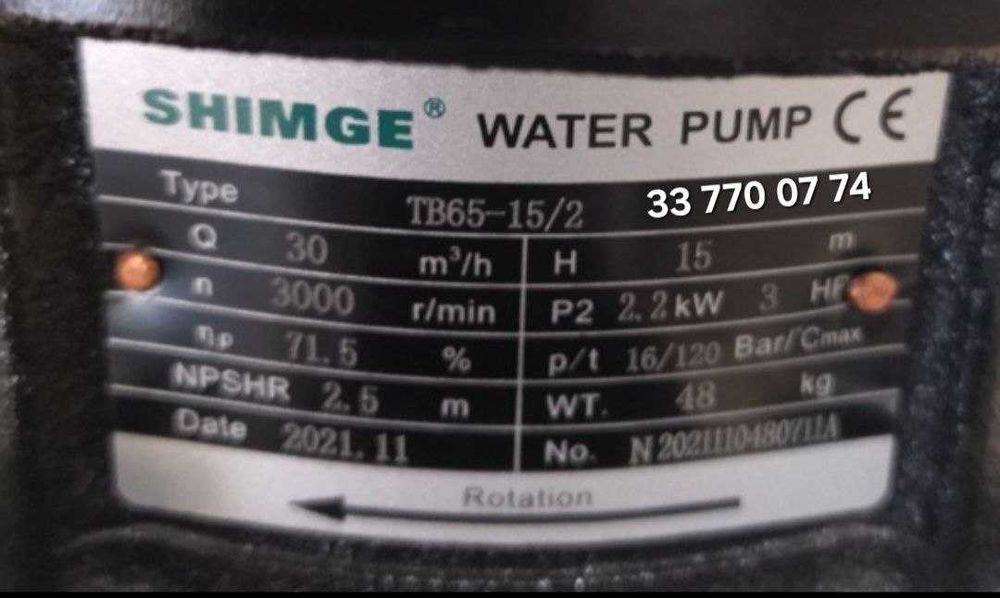 SHIMGE® WATER PUMP CE
Type TB65-15/2 33 770 07 74
Q 30 m³/h H 15 m
n 3000 r/min P2 2.2 kW 3 HP
ηp 71.5 % p/t 16/120 Bar/Cmax
NPSHR 2.5 m WT. 48 kg
Date 2021.11 No. N2021110480711A
Rotation